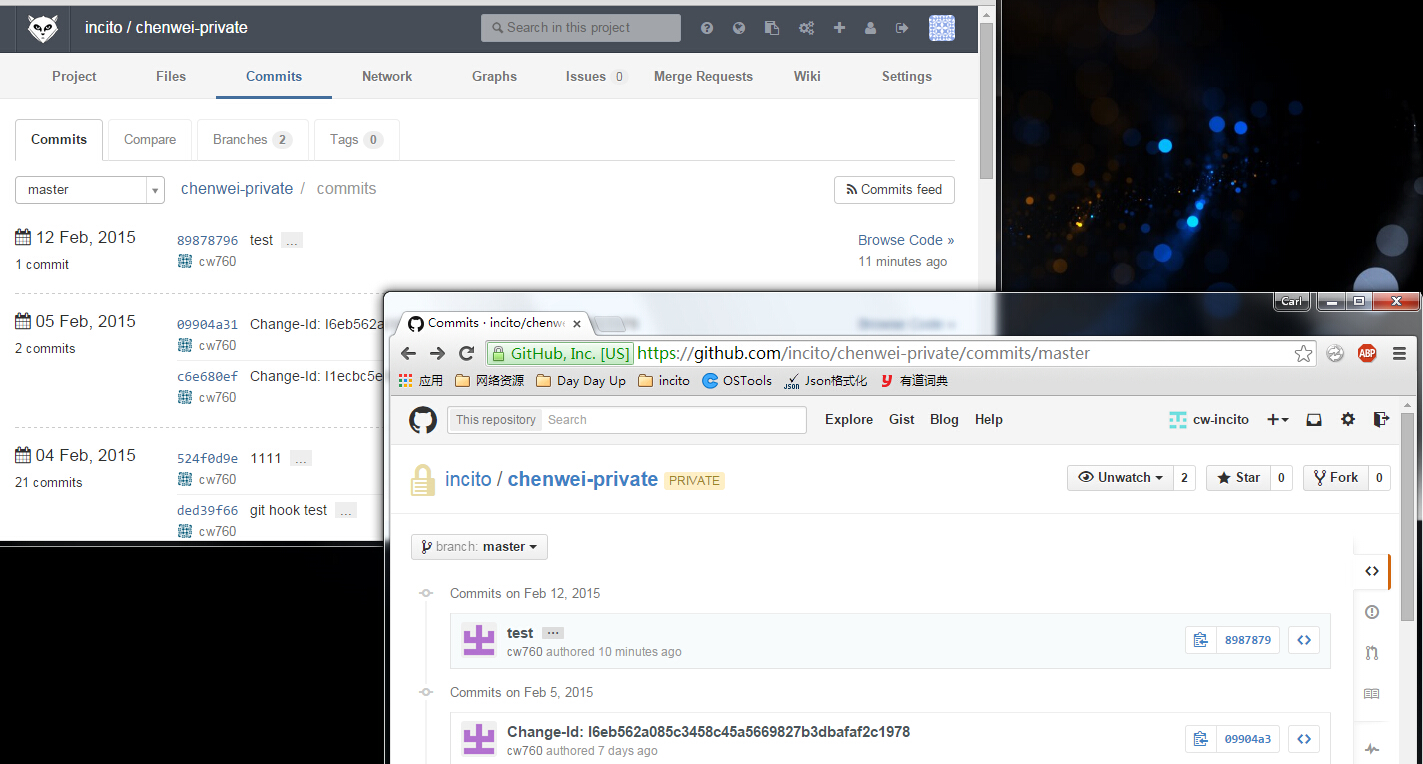 incito / chenwei-private
Search in this project
Project Files Commits Network Graphs Issues 0 Merge Requests Wiki Settings
Commits Compare Branches 2 Tags 0
master chenwei-private / commits Commits feed
12 Feb, 2015
1 commit
89878796 test ...
cw760
Browse Code »
11 minutes ago
05 Feb, 2015
2 commits
09904a31 Change-Id: I6eb562a
cw760
c6e680ef Change-Id: I1ecbc5e
cw760
04 Feb, 2015
21 commits
524f0d9e 1111 ...
cw760
ded39f66 git hook test ...
cw760
Carl
Commits · incito/chenwe
GitHub, Inc. [US] https://github.com/incito/chenwei-private/commits/master
ABP
应用 网络资源 Day Day Up incito OSTools Json格式化 有道词典
This repository Search Explore Gist Blog Help cw-incito
incito / chenwei-private PRIVATE
Unwatch 2 Star 0 Fork 0
branch: master
Commits on Feb 12, 2015
test ...
cw760 authored 10 minutes ago
8987879
Commits on Feb 5, 2015
Change-Id: I6eb562a085c3458c45a5669827b3dbafaf2c1978
cw760 authored 7 days ago
09904a3